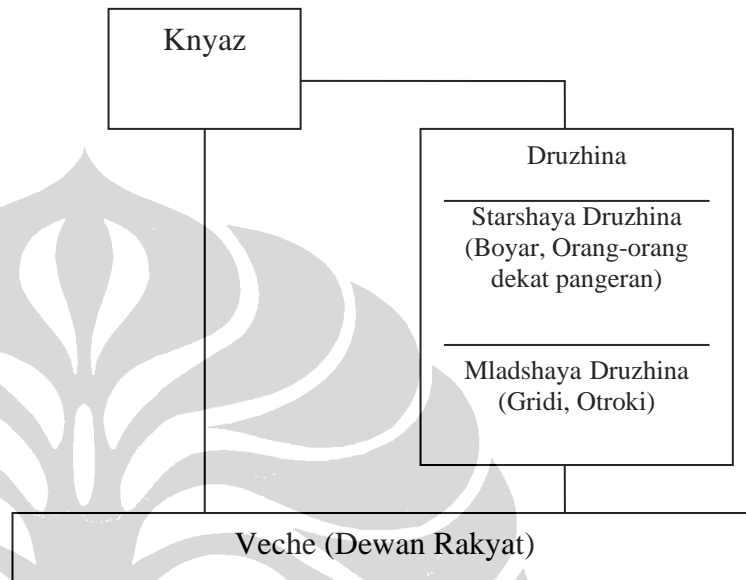 Knyaz
Druzhina
Starshaya Druzhina
(Boyar, Orang-orang
dekat pangeran)
Mladshaya Druzhina
(Gridi, Otroki)
Veche (Dewan Rakyat)